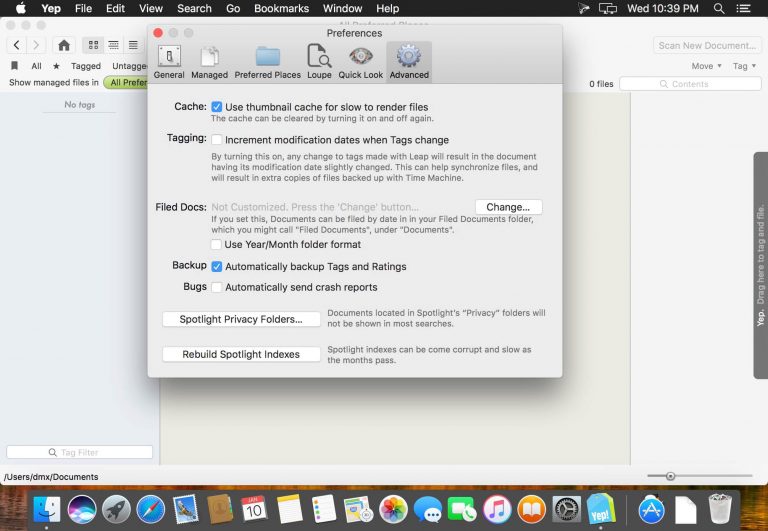 Yep File Edit View Search Go Bookmarks Window Help Wed 10:39 PM
All Preferred Places
Preferences
Scan New Document...
General Managed Preferred Places Loupe Quick Look Advanced
All Tagged Untagge
Move Tag
Show managed files in All Prefer
0 files Contents
No tags
Cache: Use thumbnail cache for slow to render files
The cache can be cleared by turning it on and off again.
Tagging: Increment modification dates when Tags change
By turning this on, any change to tags made with Leap will result in the document
having its modification date slightly changed. This can help synchronize files, and
will result in extra copies of files backed up with Time Machine.
Filed Docs: Not Customized. Press the 'Change' button... Change...
If you set this, Documents can be filed by date in in your Filed Documents folder,
which you might call "Filed Documents", under "Documents".
Use Year/Month folder format
Backup Automatically backup Tags and Ratings
Bugs Automatically send crash reports
Spotlight Privacy Folders...
Documents located in Spotlight's "Privacy" folders will
not be shown in most searches.
Rebuild Spotlight Indexes
Spotlight indexes can be come corrupt and slow as
the months pass.
Yep. Drag here to tag and file.
Tag Filter
/Users/dmx/Documents
JAN
10
Yep!